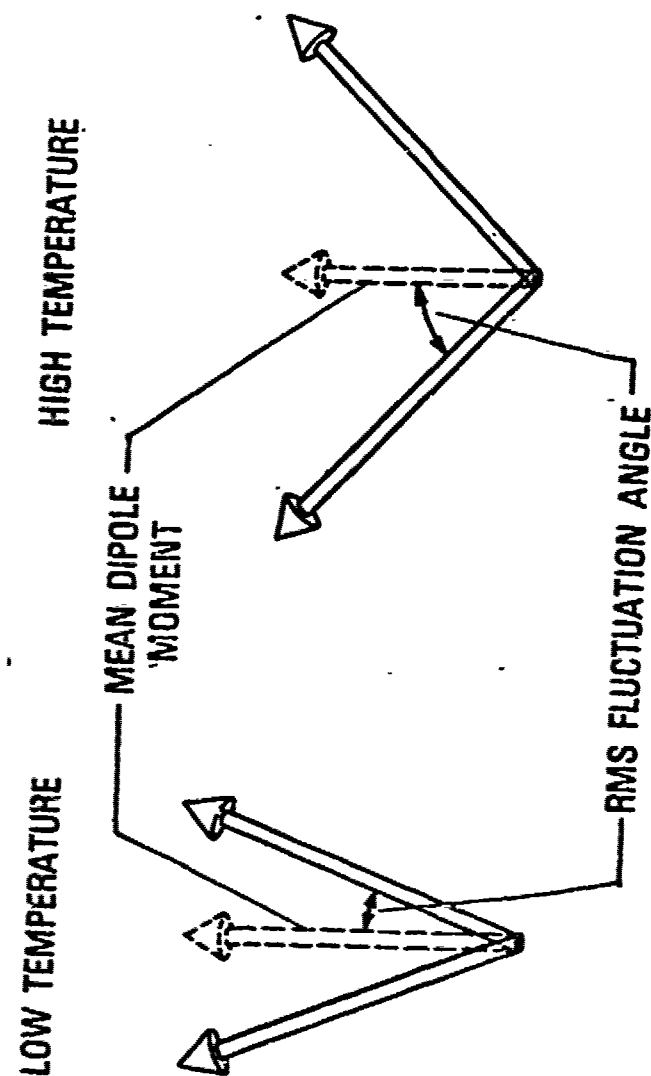 LOW TEMPERATURE
HIGH TEMPERATURE
MEAN DIPOLE
MOMENT
RMS FLUCTUATION ANGLE